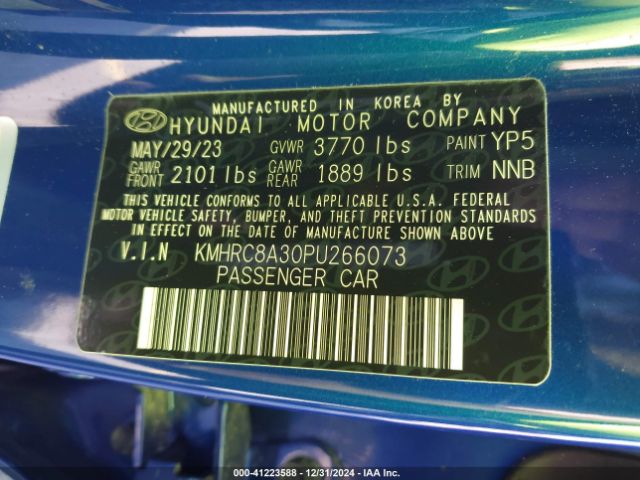 MANUFACTURED IN KOREA BY
HYUNDAI MOTOR COMPANY
MAY/29/23 GVWR 3770 lbs PAINT YP5
GAWR FRONT 2101 lbs GAWR REAR 1889 lbs TRIM NNB
THIS VEHICLE CONFORMS TO ALL APPLICABLE U.S.A. FEDERAL
MOTOR VEHICLE SAFETY, BUMPER, AND THEFT PREVENTION STANDARDS
IN EFFECT ON THE DATE OF MANUFACTURE SHOWN ABOVE.
V.I.N KMHRC8A30PU266073
PASSENGER CAR
000-41223588 - 12/31/2024 - IAA Inc.